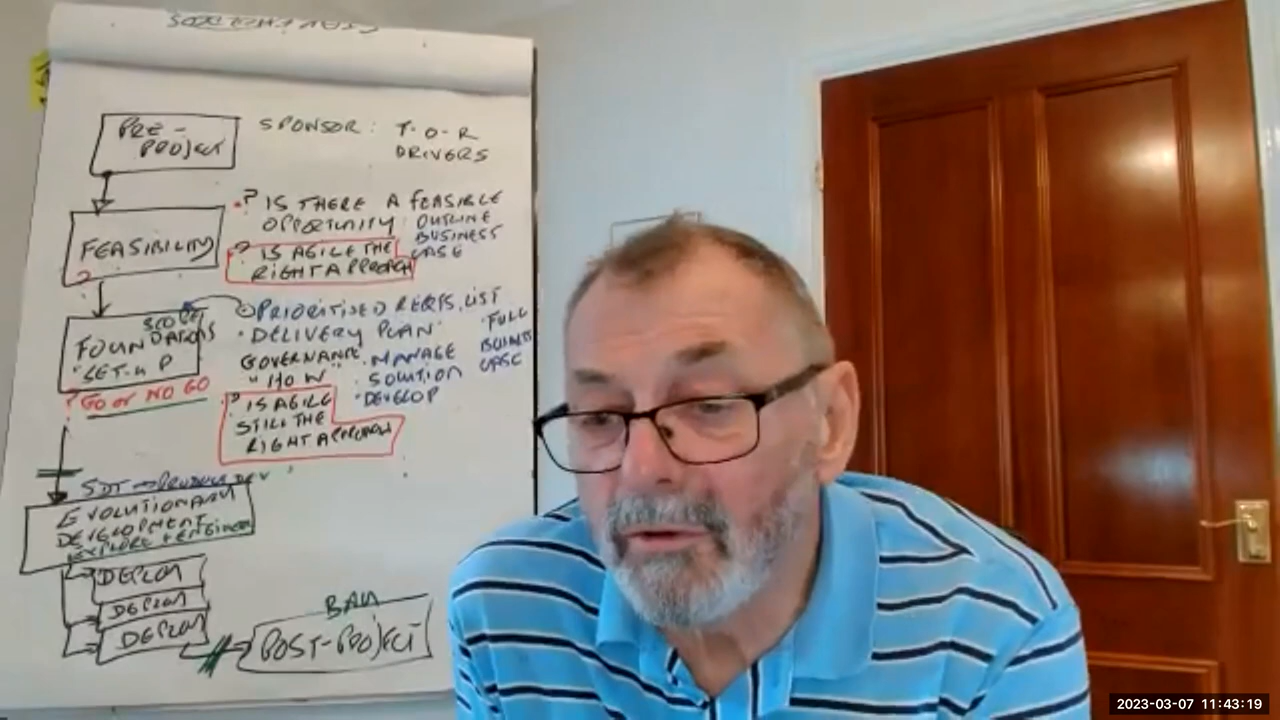 PRE-
PROJECT
SPONSOR: T-O-R
DRIVERS
FEASIBILITY
? IS THERE A FEASIBLE
OPPORTUNITY: OUTLINE
BUSINESS
CASE
? IS AGILE THE
RIGHT APPROACH
?
FOUNDATIONS
SET-UP
? GO or NO GO
PRIORITISED REQTS. LIST
• DELIVERY PLAN
GOVERNANCE
"HOW"
• MANAGE
• SOLUTION
• DEVELOP
• FULL
BUSINESS
CASE
? IS AGILE
STILL THE
RIGHT APPROACH
SDT
EVOLUTIONARY
DEVELOPMENT
EXPLORE + ENGINEER
DEPLOY
DEPLOY
DEPLOY
BAU
POST-PROJECT
2023-03-07 11:43:19